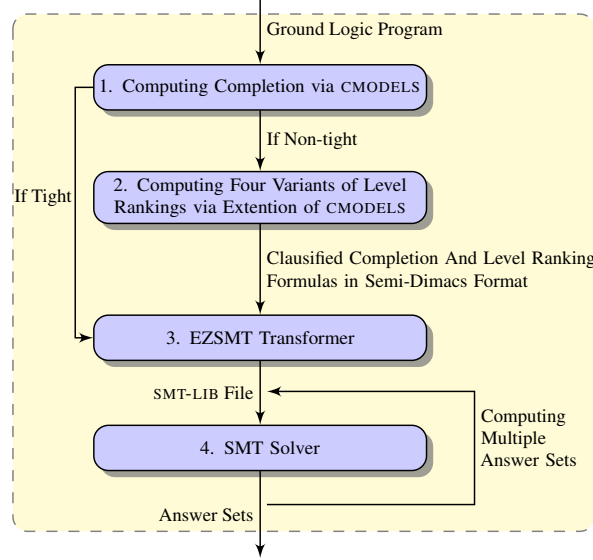 Ground Logic Program
1. Computing Completion via CMODELS
If Non-tight
If Tight
2. Computing Four Variants of Level
Rankings via Extention of CMODELS
Clausified Completion And Level Ranking
Formulas in Semi-Dimacs Format
3. EZSMT Transformer
SMT-LIB File
Computing
Multiple
Answer Sets
4. SMT Solver
Answer Sets